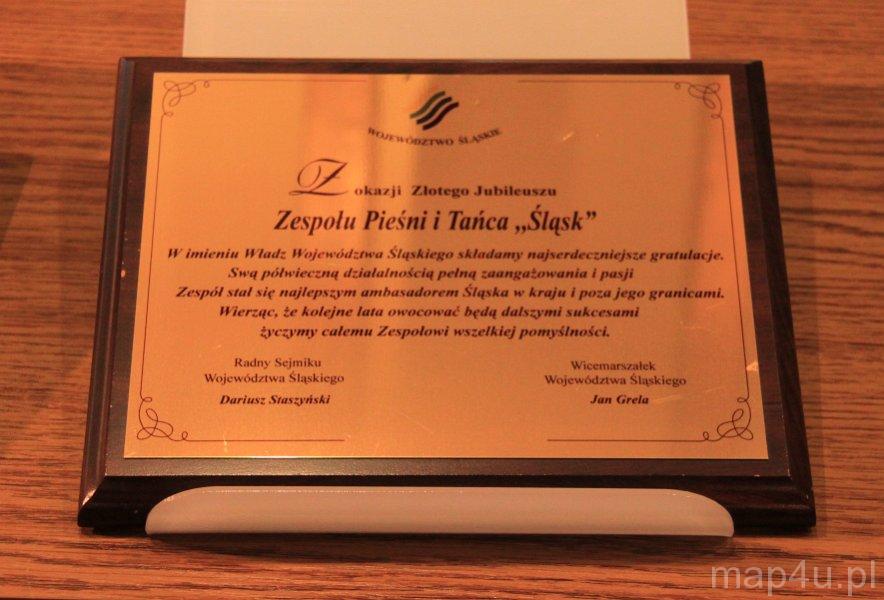 WOJEWÓDZTWO ŚLĄSKIE
Z okazji Złotego Jubileuszu
Zespołu Pieśni i Tańca „Śląsk”
W imieniu Władz Województwa Śląskiego składamy najserdeczniejsze gratulacje.
Swą półwieczną działalnością pełną zaangażowania i pasji
Zespół stał się najlepszym ambasadorem Śląska w kraju i poza jego granicami.
Wierząc, że kolejne lata owocować będą dalszymi sukcesami
życzymy całemu Zespołowi wszelkiej pomyślności.
Radny Sejmiku
Województwa Śląskiego
Dariusz Staszyński
Wicemarszałek
Województwa Śląskiego
Jan Grela
map4u.pl